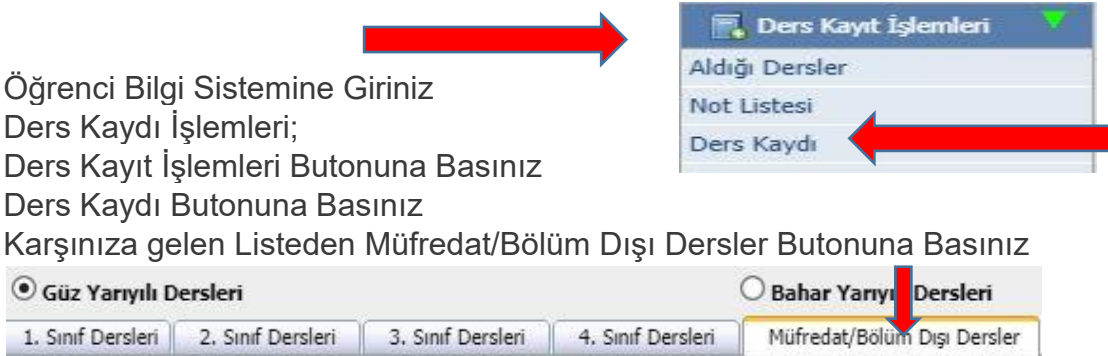 Ders Kayıt İşlemleri
Aldığı Dersler
Not Listesi
Ders Kaydı
Öğrenci Bilgi Sistemine Giriniz
Ders Kaydı İşlemleri;
Ders Kayıt İşlemleri Butonuna Basınız
Ders Kaydı Butonuna Basınız
Karşınıza gelen Listeden Müfredat/Bölüm Dışı Dersler Butonuna Basınız
Güz Yarıyılı Dersleri
Bahar Dersleri
1. Sınıf Dersleri
2. Sınıf Dersleri
3. Sınıf Dersleri
4. Sınıf Dersleri
Müfredat/Bölüm Dışı Dersler